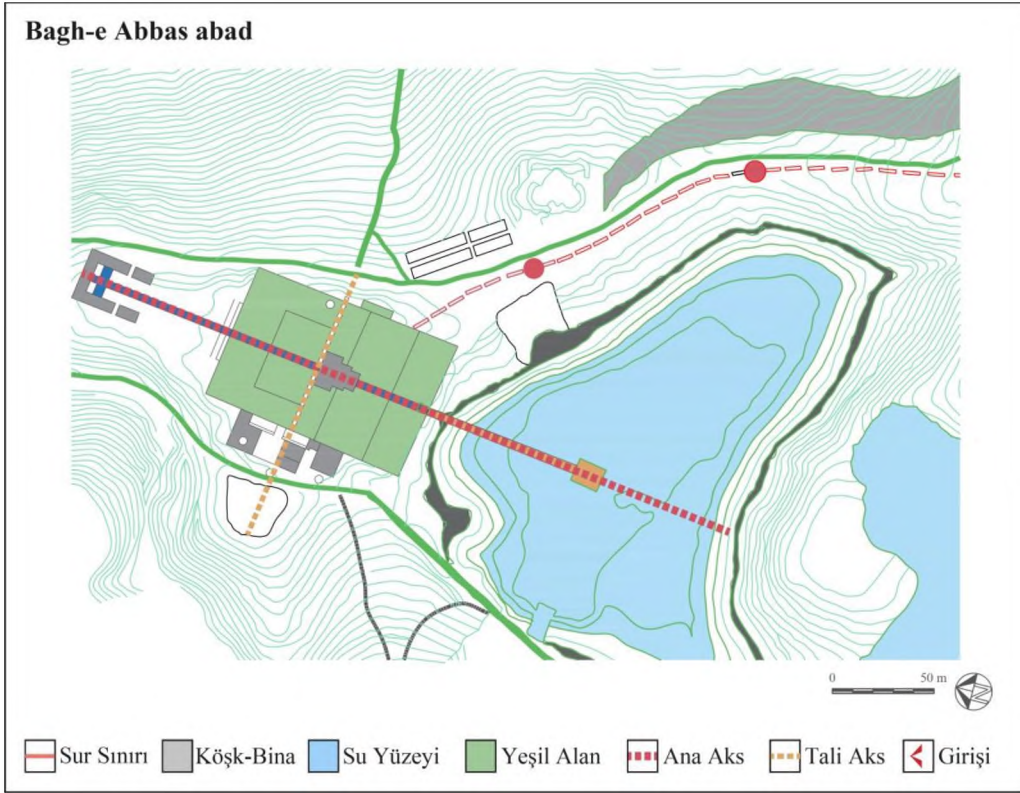 Bagh-e Abbas abad
0 50 m
Sur Sınırı Köşk-Bina Su Yüzeyi Yeşil Alan Ana Aks Tali Aks Girişi